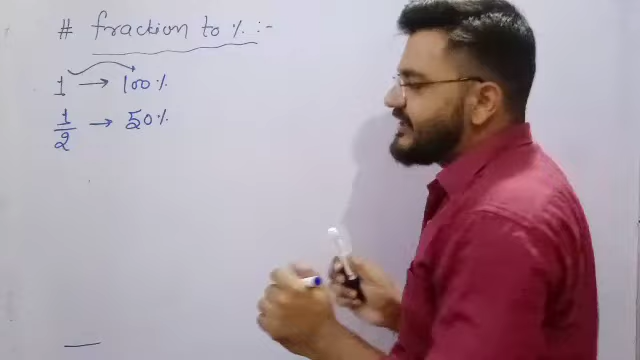 # fraction to % :-
1 → 100%
1/2 → 50%